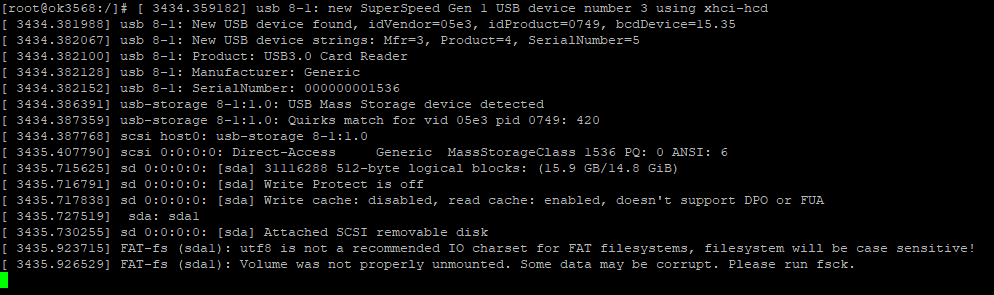 [root@ok3568:/]# [ 3434.359182] usb 8-1: new SuperSpeed Gen 1 USB device number 3 using xhci-hcd
[ 3434.381988] usb 8-1: New USB device found, idVendor=05e3, idProduct=0749, bcdDevice=15.35
[ 3434.382067] usb 8-1: New USB device strings: Mfr=3, Product=4, SerialNumber=5
[ 3434.382100] usb 8-1: Product: USB3.0 Card Reader
[ 3434.382128] usb 8-1: Manufacturer: Generic
[ 3434.382152] usb 8-1: SerialNumber: 000000001536
[ 3434.386391] usb-storage 8-1:1.0: USB Mass Storage device detected
[ 3434.387359] usb-storage 8-1:1.0: Quirks match for vid 05e3 pid 0749: 420
[ 3434.387768] scsi host0: usb-storage 8-1:1.0
[ 3435.407790] scsi 0:0:0:0: Direct-Access     Generic  MassStorageClass 1536 PQ: 0 ANSI: 6
[ 3435.715625] sd 0:0:0:0: [sda] 31116288 512-byte logical blocks: (15.9 GB/14.8 GiB)
[ 3435.716791] sd 0:0:0:0: [sda] Write Protect is off
[ 3435.717838] sd 0:0:0:0: [sda] Write cache: disabled, read cache: enabled, doesn't support DPO or FUA
[ 3435.727519]  sda: sda1
[ 3435.730255] sd 0:0:0:0: [sda] Attached SCSI removable disk
[ 3435.923715] FAT-fs (sda1): utf8 is not a recommended IO charset for FAT filesystems, filesystem will be case sensitive!
[ 3435.926529] FAT-fs (sda1): Volume was not properly unmounted. Some data may be corrupt. Please run fsck.